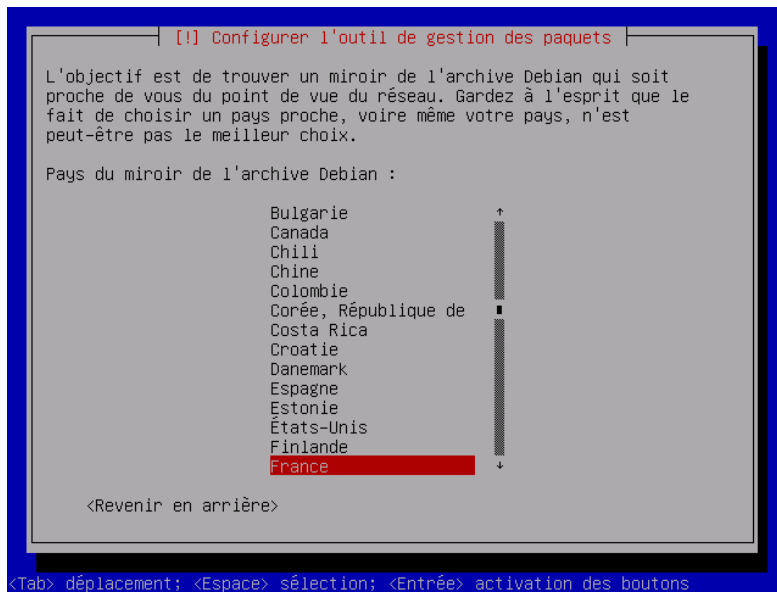 [!] Configurer l'outil de gestion des paquets
L'objectif est de trouver un miroir de l'archive Debian qui soit
proche de vous du point de vue du réseau. Gardez à l'esprit que le
fait de choisir un pays proche, voire même votre pays, n'est
peut-être pas le meilleur choix.
Pays du miroir de l'archive Debian :
Bulgarie
Canada
Chili
Chine
Colombie
Corée, République de
Costa Rica
Croatie
Danemark
Espagne
Estonie
États-Unis
Finlande
France
<Revenir en arrière>
<Tab> déplacement; <Espace> sélection; <Entrée> activation des boutons